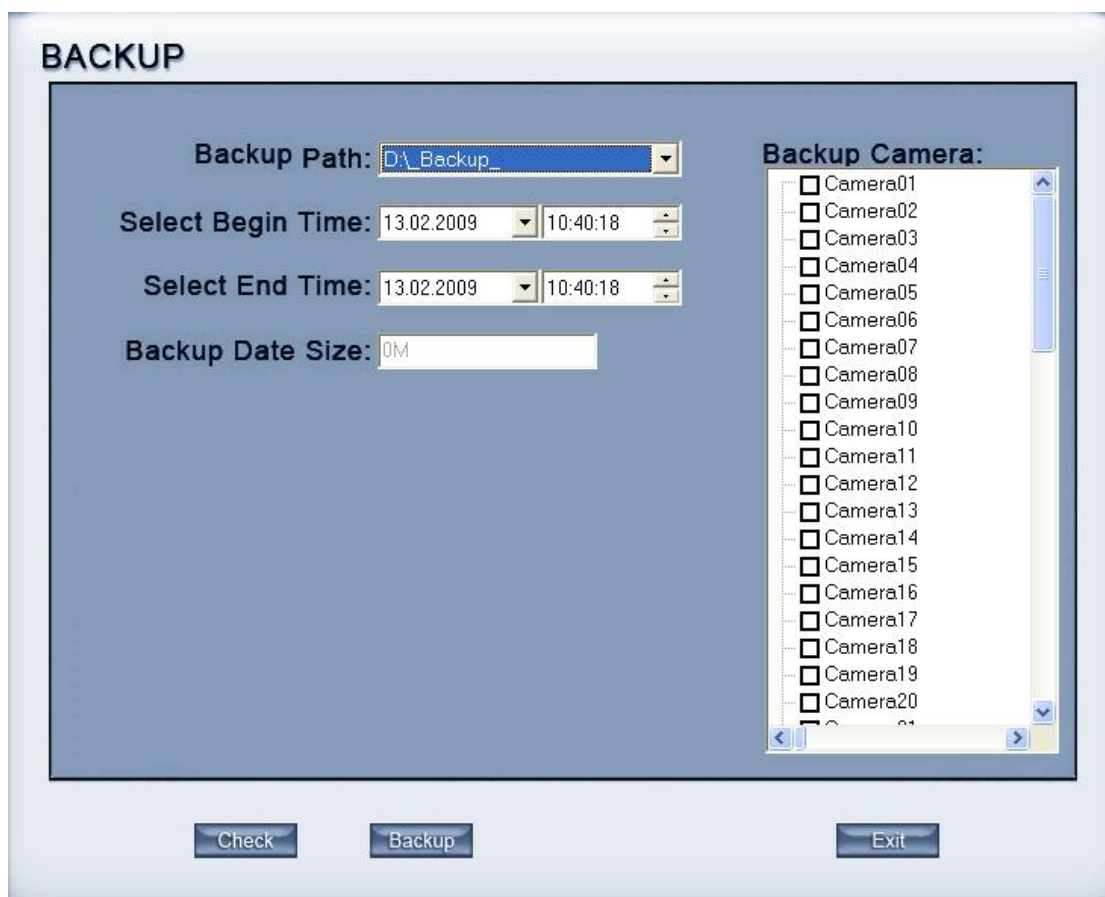 BACKUP
Backup Path: D:\_Backup_
Select Begin Time: 13.02.2009 10:40:18
Select End Time: 13.02.2009 10:40:18
Backup Date Size: 0M
Backup Camera:
Camera01
Camera02
Camera03
Camera04
Camera05
Camera06
Camera07
Camera08
Camera09
Camera10
Camera11
Camera12
Camera13
Camera14
Camera15
Camera16
Camera17
Camera18
Camera19
Camera20
Check Backup Exit